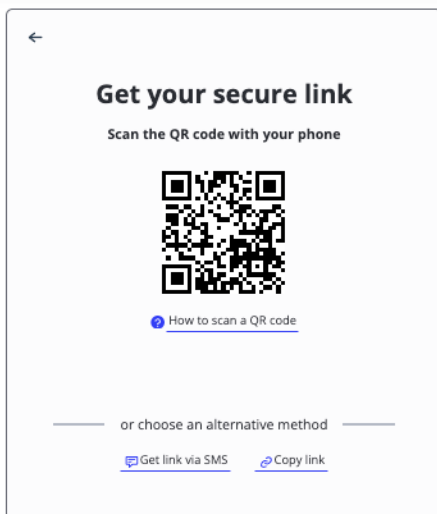 Get your secure link
Scan the QR code with your phone
How to scan a QR code
or choose an alternative method
Get link via SMS
Copy link